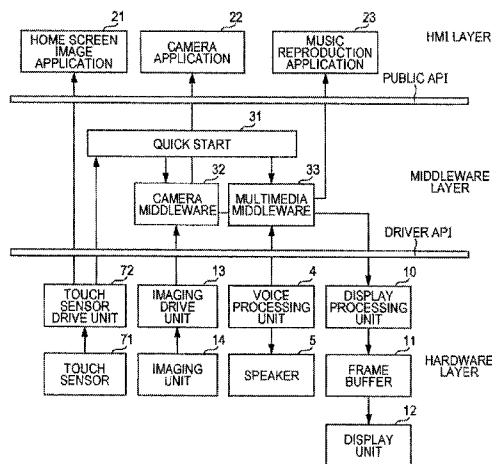 21
HOME SCREEN
IMAGE
APPLICATION
22
CAMERA
APPLICATION
23
MUSIC
REPRODUCTION
APPLICATION
HMI LAYER
PUBLIC API
31
QUICK START
32
CAMERA
MIDDLEWARE
33
MULTIMEDIA
MIDDLEWARE
MIDDLEWARE
LAYER
DRIVER API
72
TOUCH
SENSOR
DRIVE UNIT
13
IMAGING
DRIVE UNIT
4
VOICE
PROCESSING
UNIT
10
DISPLAY
PROCESSING
UNIT
71
TOUCH
SENSOR
14
IMAGING
UNIT
5
SPEAKER
11
FRAME
BUFFER
HARDWARE
LAYER
12
DISPLAY
UNIT